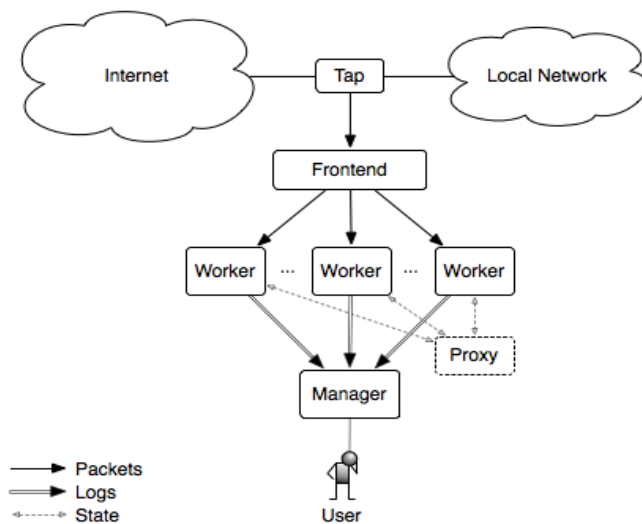 Internet
Tap
Local Network
Frontend
Worker ... Worker ... Worker
Proxy
Manager
Packets
Logs
State
User